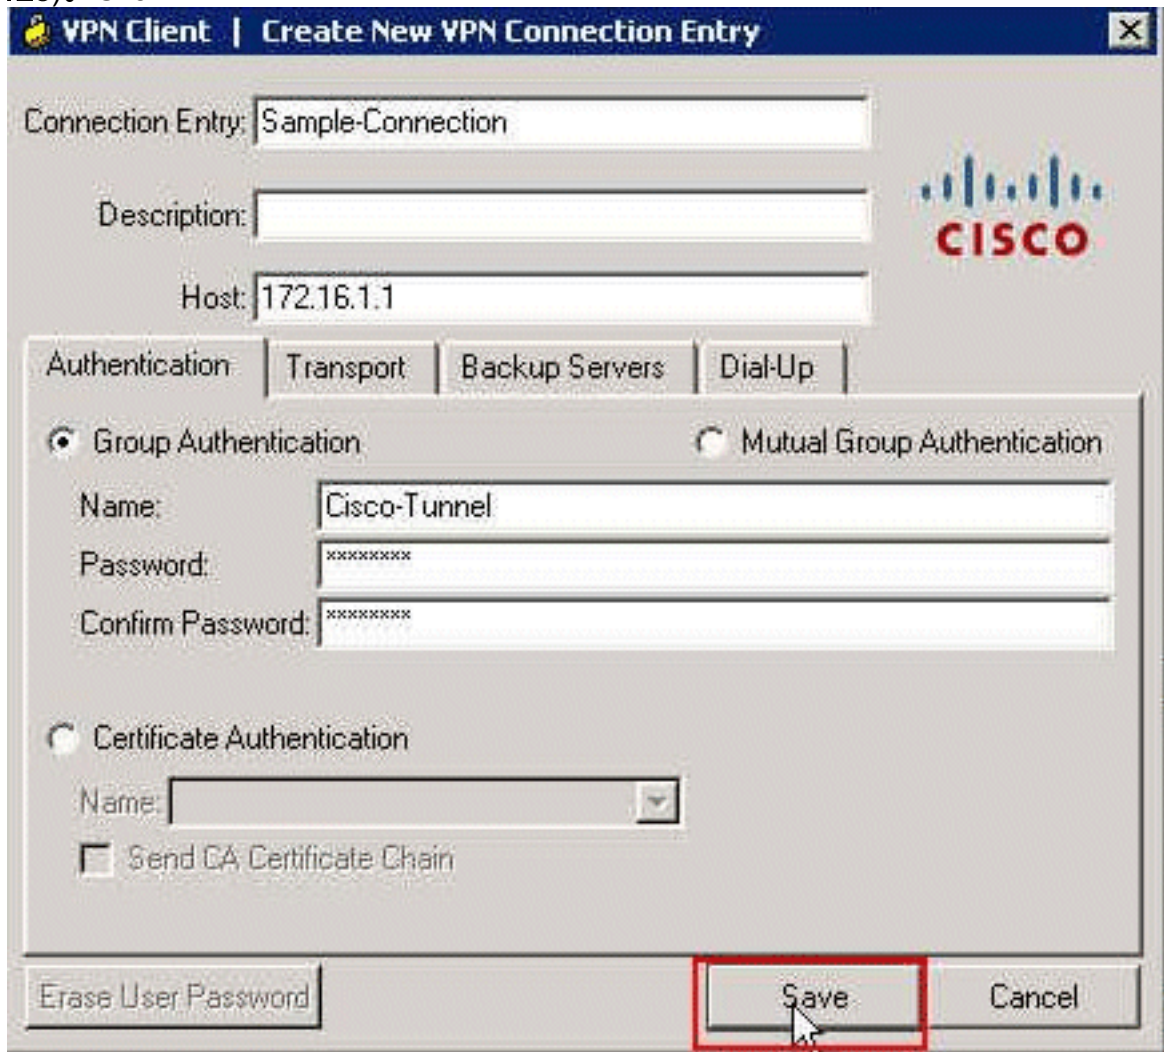 VPN Client | Create New VPN Connection Entry
Connection Entry: Sample-Connection
CISCO
Description:
Host: 172.16.1.1
Authentication Transport Backup Servers Dial-Up
Group Authentication Mutual Group Authentication
Name: Cisco-Tunnel
Password: ********
Confirm Password: ********
Certificate Authentication
Name:
Send CA Certificate Chain
Erase User Password Save Cancel